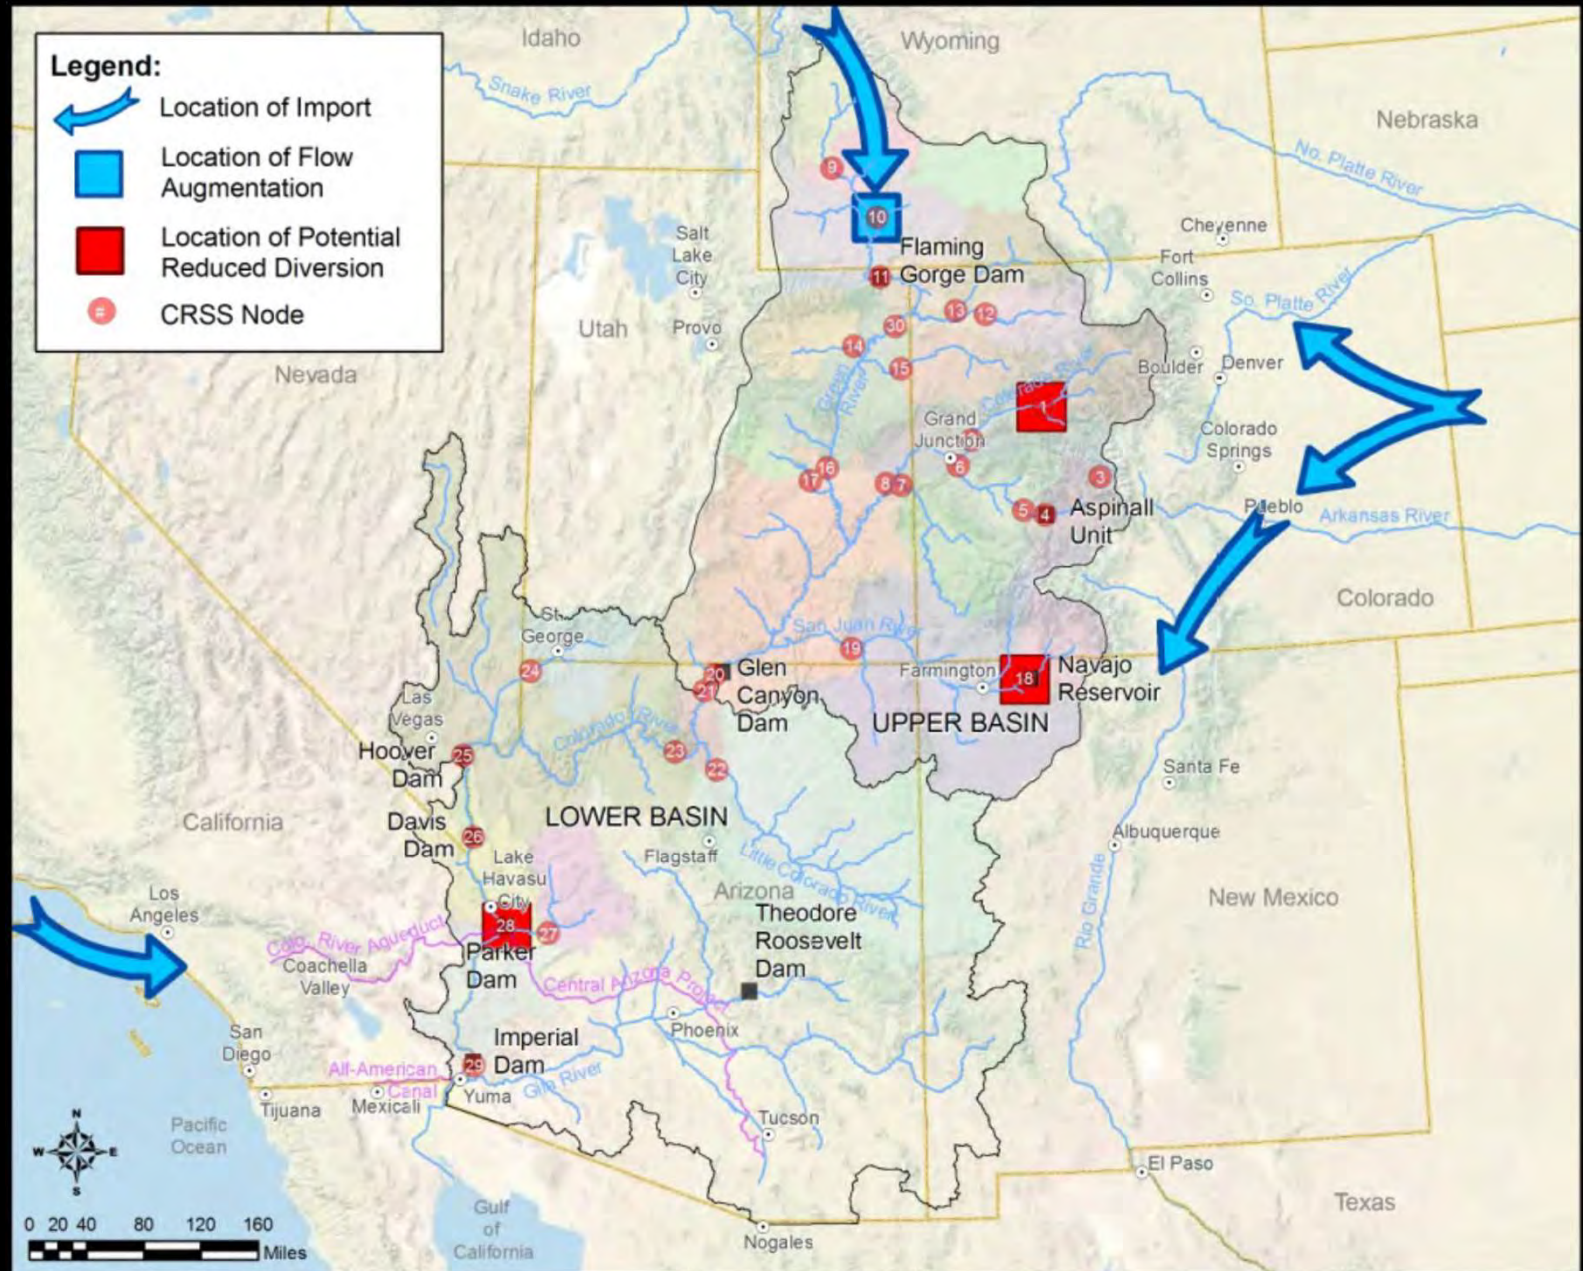 Legend:
Location of Import
Location of Flow
Augmentation
Location of Potential
Reduced Diversion
#
CRSS Node
Idaho
Wyoming
Snake River
Nebraska
No. Platte River
9
10
Cheyenne
Salt
Lake
City
Flaming
Gorge Dam
Fort
Collins
11
So. Platte River
13
12
Utah
Provo
30
14
15
Boulder
Denver
Nevada
Green
River
Colorado River
1
Grand
Junction
Colorado
Springs
16
17
8
7
6
3
5
4
Aspinall
Unit
Pueblo
Arkansas River
Colorado
St.
George
San Juan River
19
24
20
21
Glen
Canyon
Dam
Farmington
18
Navajo
Reservoir
UPPER BASIN
Las
Vegas
Colorado River
23
22
Hoover
Dam
25
Santa Fe
California
LOWER BASIN
Davis
Dam
26
Albuquerque
Lake
Havasu
City
Flagstaff
Little Colorado River
Arizona
New Mexico
Rio Grande
Los
Angeles
28
27
Theodore
Roosevelt
Dam
Colo. River Aqueduct
Parker
Dam
Coachella
Valley
Central Arizona Project
Phoenix
San
Diego
Imperial
Dam
29
All-American
Canal
Yuma
Gila River
Tijuana
Mexicali
Tucson
N
W
E
S
Pacific
Ocean
El Paso
Texas
Gulf
of
California
Nogales
0 20 40 80 120 160
Miles